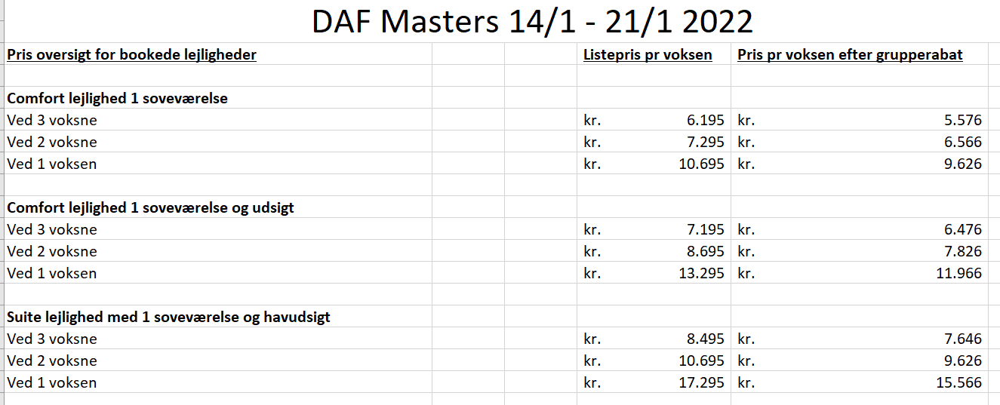 DAF Masters 14/1 - 21/1 2022
Pris oversigt for bookede lejligheder Listepris pr voksen Pris pr voksen efter grupperabat
Comfort lejlighed 1 soveværelse
Ved 3 voksne kr. 6.195 kr. 5.576
Ved 2 voksne kr. 7.295 kr. 6.566
Ved 1 voksen kr. 10.695 kr. 9.626
Comfort lejlighed 1 soveværelse og udsigt
Ved 3 voksne kr. 7.195 kr. 6.476
Ved 2 voksne kr. 8.695 kr. 7.826
Ved 1 voksen kr. 13.295 kr. 11.966
Suite lejlighed med 1 soveværelse og havudsigt
Ved 3 voksne kr. 8.495 kr. 7.646
Ved 2 voksne kr. 10.695 kr. 9.626
Ved 1 voksen kr. 17.295 kr. 15.566